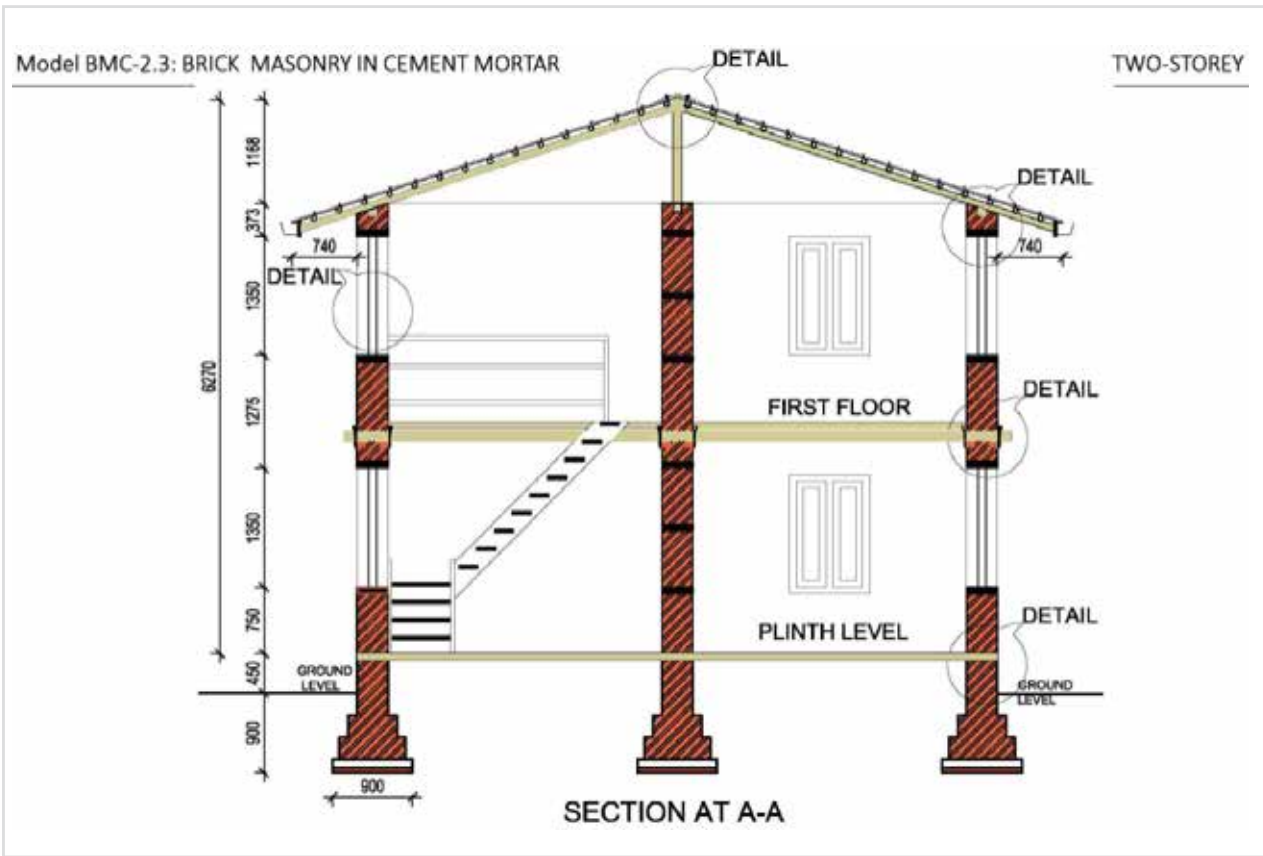 Model BMC-2.3: BRICK MASONRY IN CEMENT MORTAR
TWO-STOREY
DETAIL
1168
DETAIL
373
740
740
DETAIL
1350
6270
1275
FIRST FLOOR
DETAIL
1350
750
PLINTH LEVEL
DETAIL
450
GROUND
LEVEL
GROUND
LEVEL
900
900
SECTION AT A-A